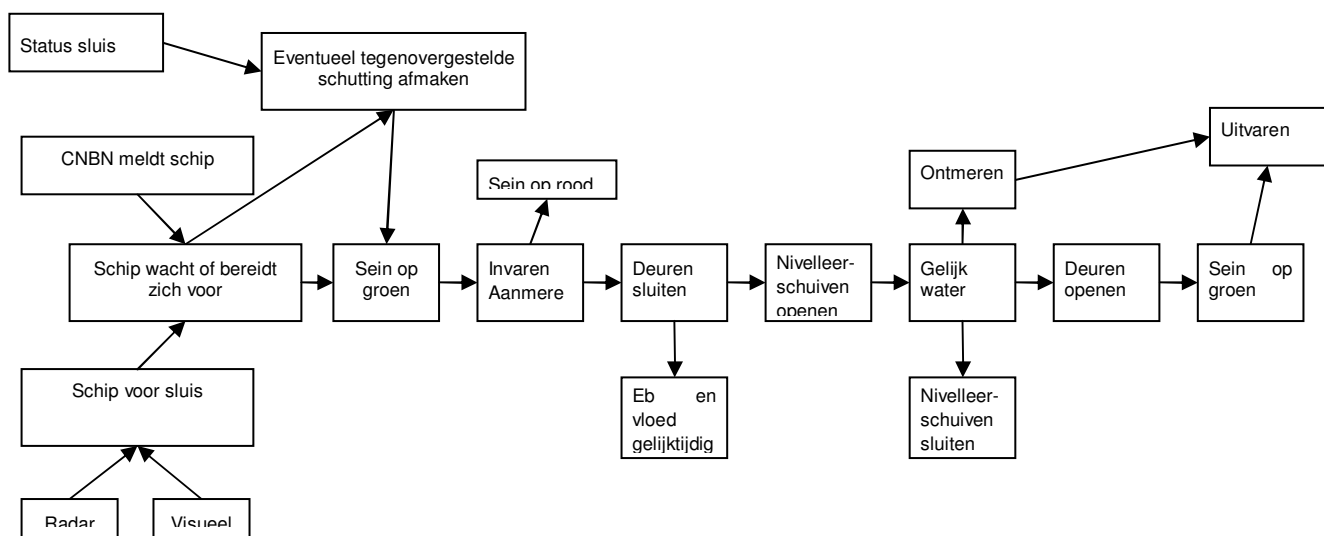 Status sluis
Eventueel tegenovergestelde
schutting afmaken
Uitvaren
CNBN meldt schip
Ontmeren
Sein op rood
Schip wacht of bereidt
zich voor
Sein op
groen
Invaren
Aanmere
Deuren
sluiten
Nivelleer-
schuiven
openen
Gelijk
water
Deuren
openen
Sein op
groen
Schip voor sluis
Eb en
vloed
gelijktijdig
Nivelleer-
schuiven
sluiten
Radar
Visueel